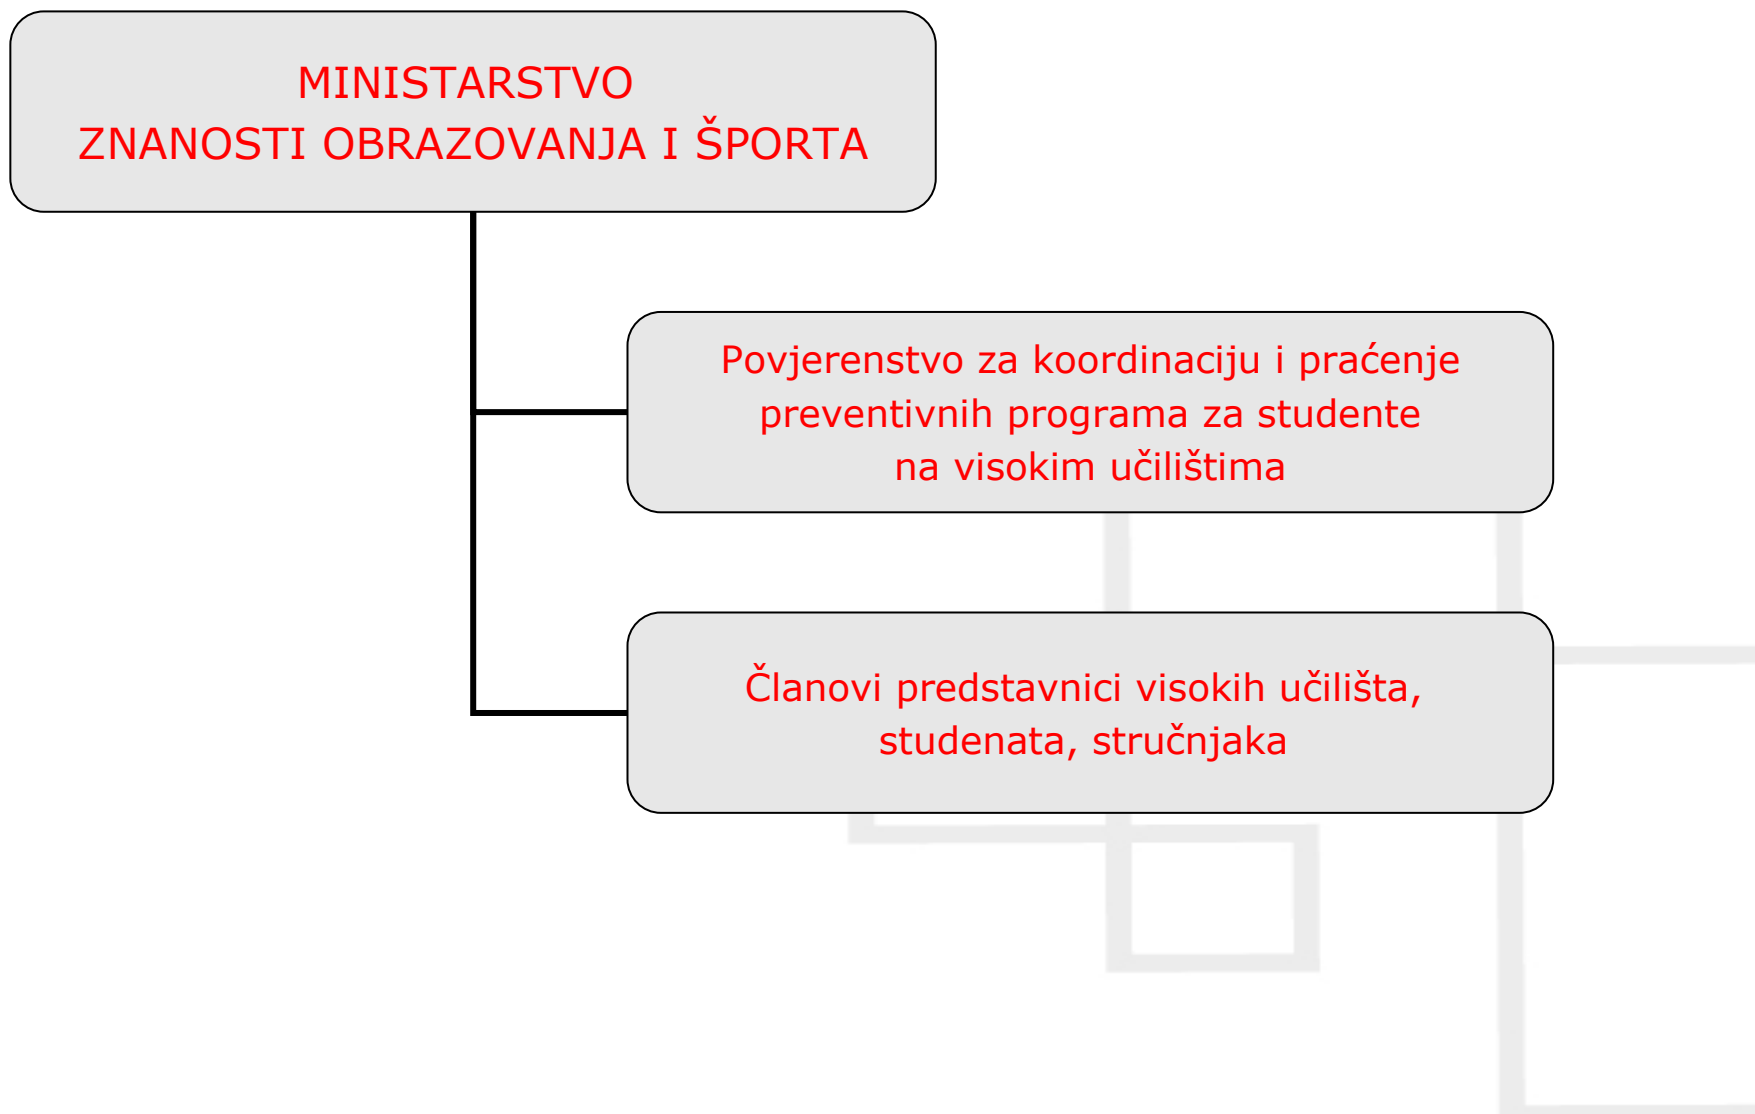 MINISTARSTVO
ZNANOSTI OBRAZOVANJA I ŠPORTA
Povjerenstvo za koordinaciju i praćenje
preventivnih programa za studente
na visokim učilištima
Članovi predstavnici visokih učilišta,
studenata, stručnjaka